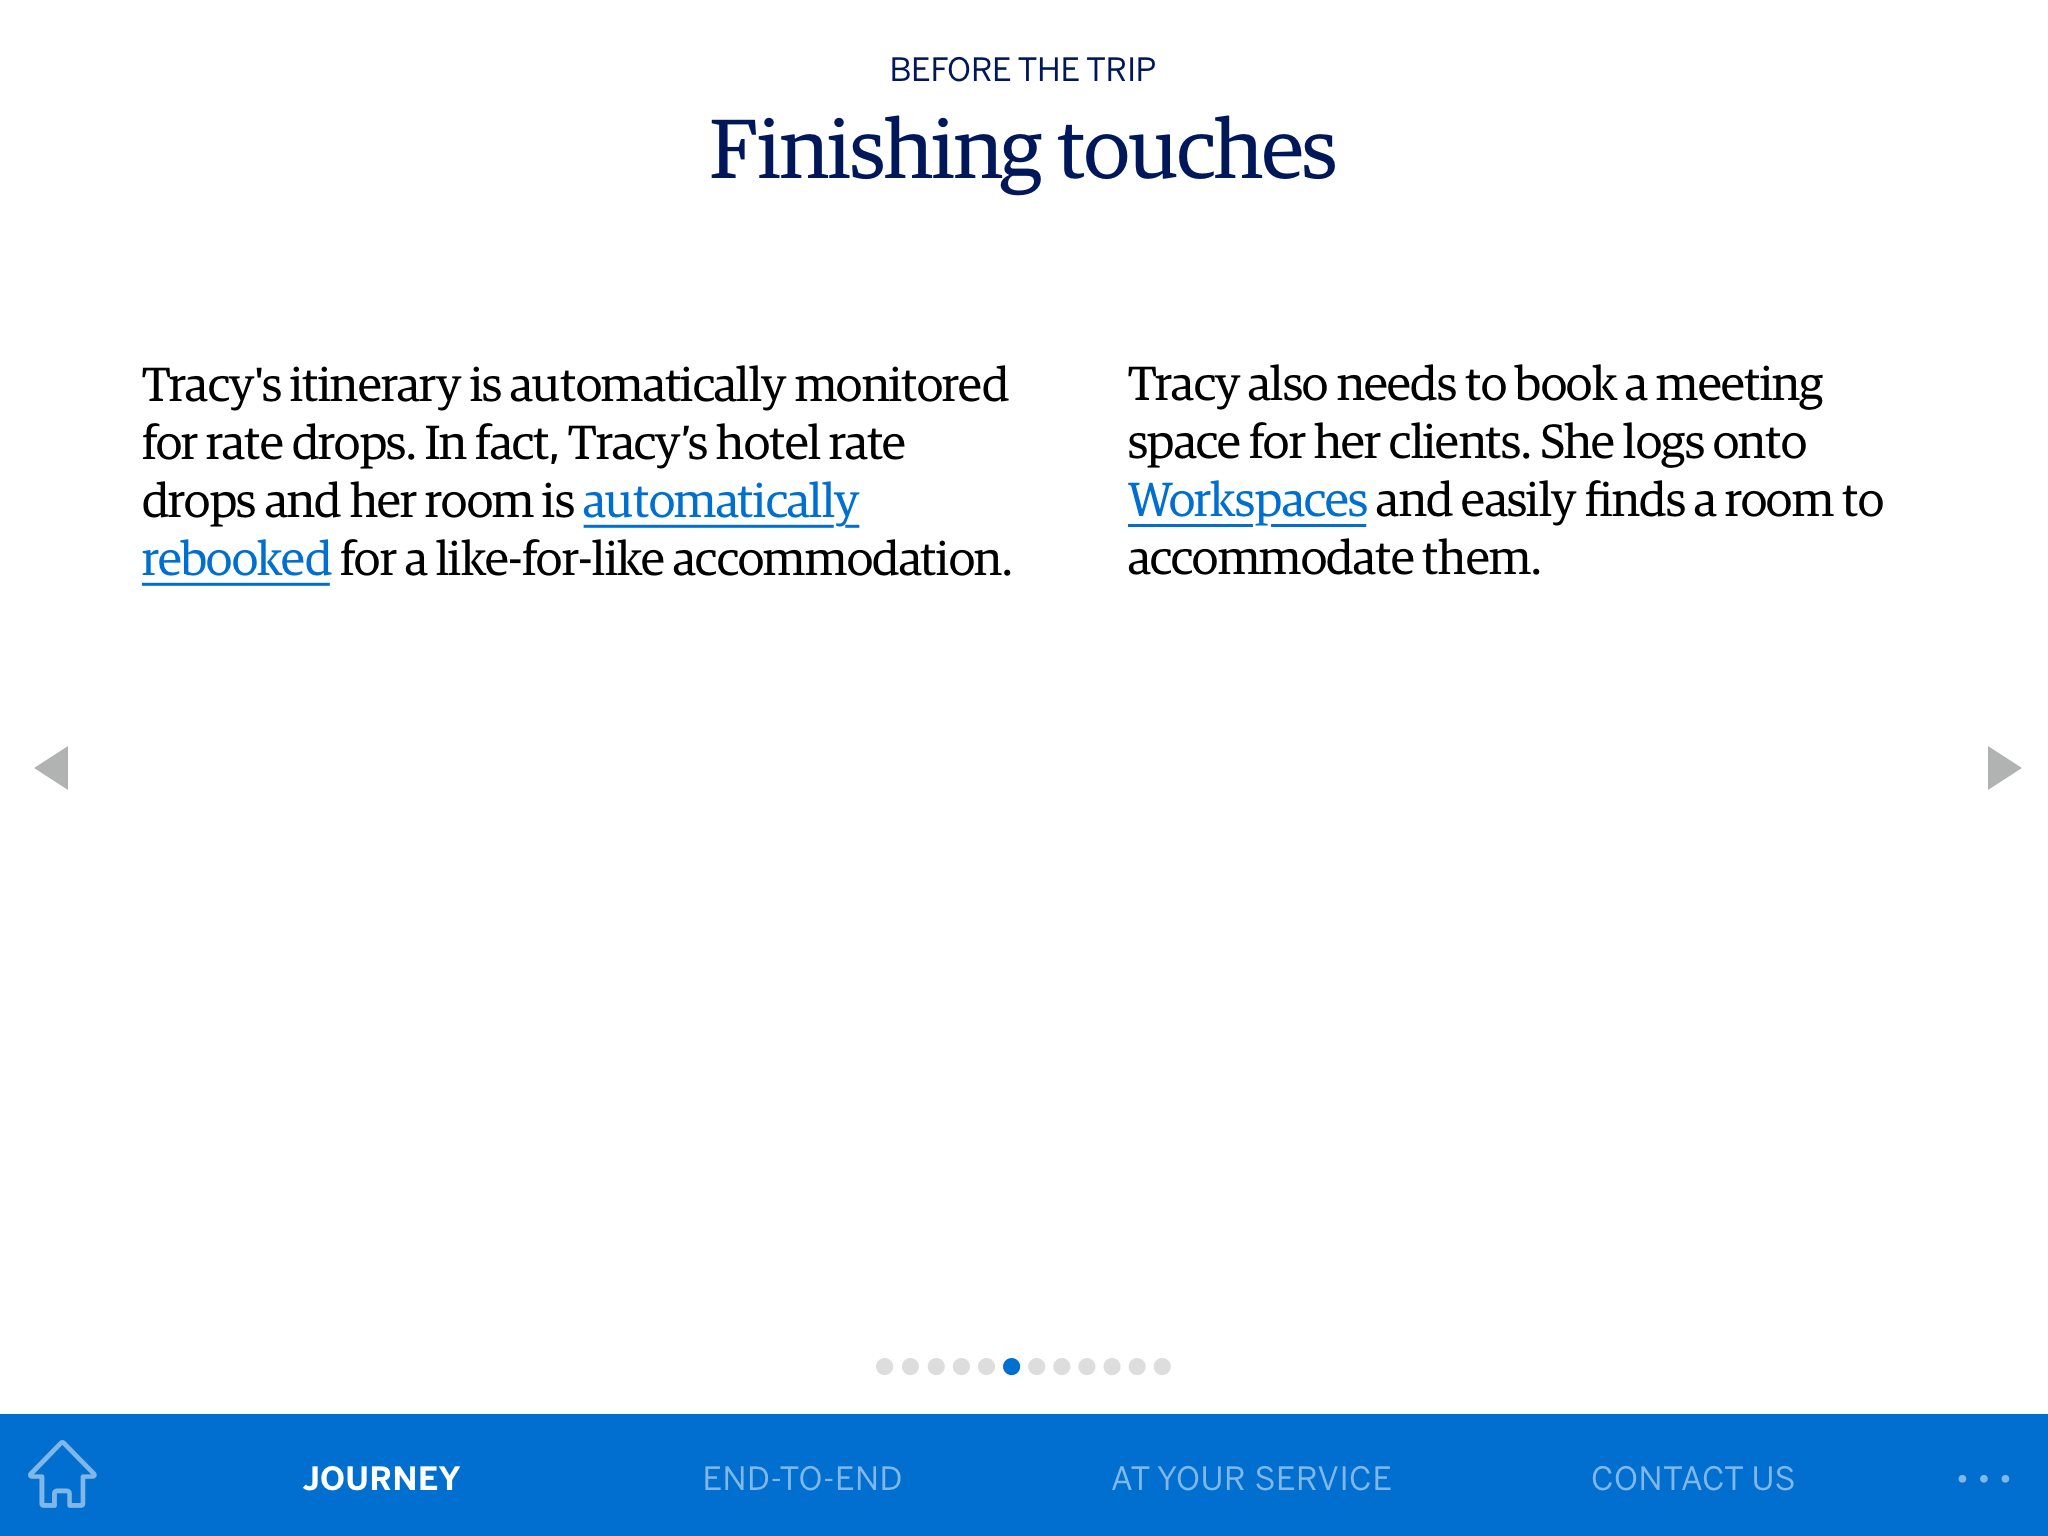 BEFORE THE TRIP
Finishing touches
Tracy's itinerary is automatically monitored
for rate drops. In fact, Tracy’s hotel rate
drops and her room is automatically
rebooked for a like-for-like accommodation.
Tracy also needs to book a meeting
space for her clients. She logs onto
Workspaces and easily finds a room to
accommodate them.
JOURNEY
END-TO-END
AT YOUR SERVICE
CONTACT US